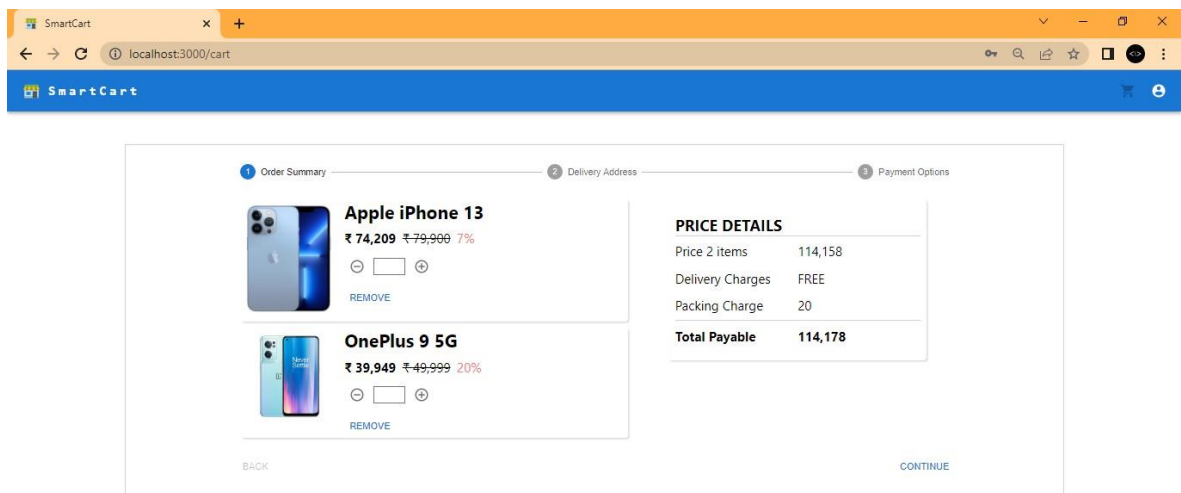 SmartCart
localhost:3000/cart
SmartCart
1 Order Summary
2 Delivery Address
3 Payment Options
Apple iPhone 13
₹ 74,209 ₹ 79,900 7%
REMOVE
Never
Settle
OnePlus 9 5G
₹ 39,949 ₹ 49,999 20%
REMOVE
PRICE DETAILS
Price 2 items 114,158
Delivery Charges FREE
Packing Charge 20
Total Payable 114,178
BACK
CONTINUE